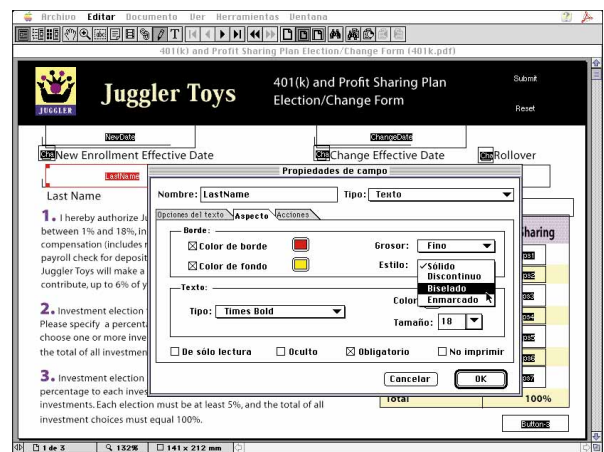 Archivo Editar Documento Ver Herramientas Ventana
401(k) and Profit Sharing Plan Election/Change Form (401k.pdf)
JUGGLER
Juggler Toys
401(k) and Profit Sharing Plan
Election/Change Form
Submit
Reset
NewDate
ChangeDate
Cha New Enrollment Effective Date
Cha Change Effective Date
Cha Rollover
LastName
Last Name
Propiedades de campo
Nombre: LastName
Tipo: Texto
Opciones del texto Aspecto Acciones
Borde:
Color de borde
Grosor: Fino
Color de fondo
Estilo:
Sólido
Discontinuo
Biselado
Enmarcado
Texto:
Tipo: Times Bold
Color
Tamaño: 18
De sólo lectura
Oculto
Obligatorio
No imprimir
Cancelar
OK
1. I hereby authorize Ju
between 1% and 18%, in
compensation (includes r
payroll check for deposit
Juggler Toys will make a
contribute, up to 6% of y
2. Investment election
Please specify a percent
choose one or more inve
the total of all investmen
3. Investment election
percentage to each inves
investments. Each election must be at least 5%, and the total of all
investment choices must equal 100%.
Sharing
Total
100%
Button-3
1 de 3
132%
141 x 212 mm